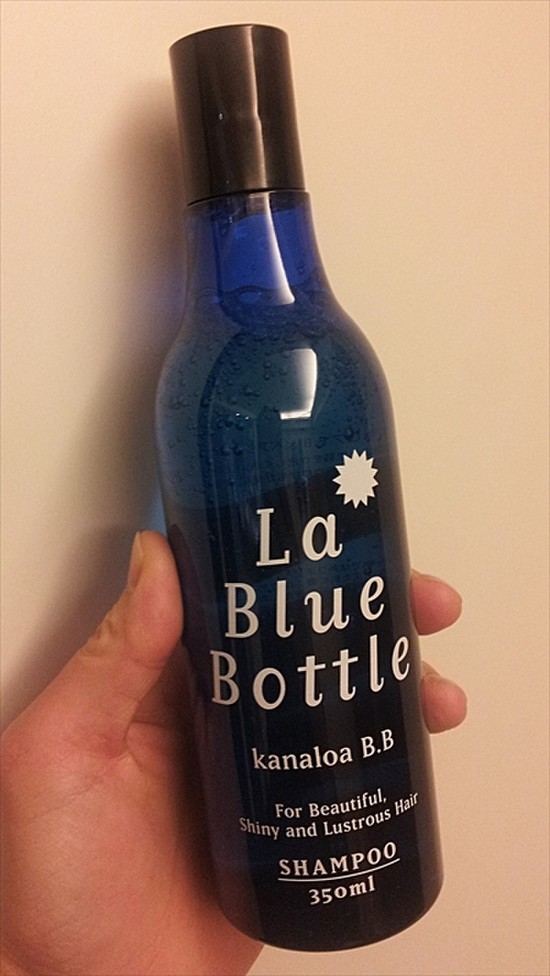 La
Blue
Bottle
kanaloa B.B
For Beautiful,
Shiny and Lustrous Hair
SHAMPOO
350ml